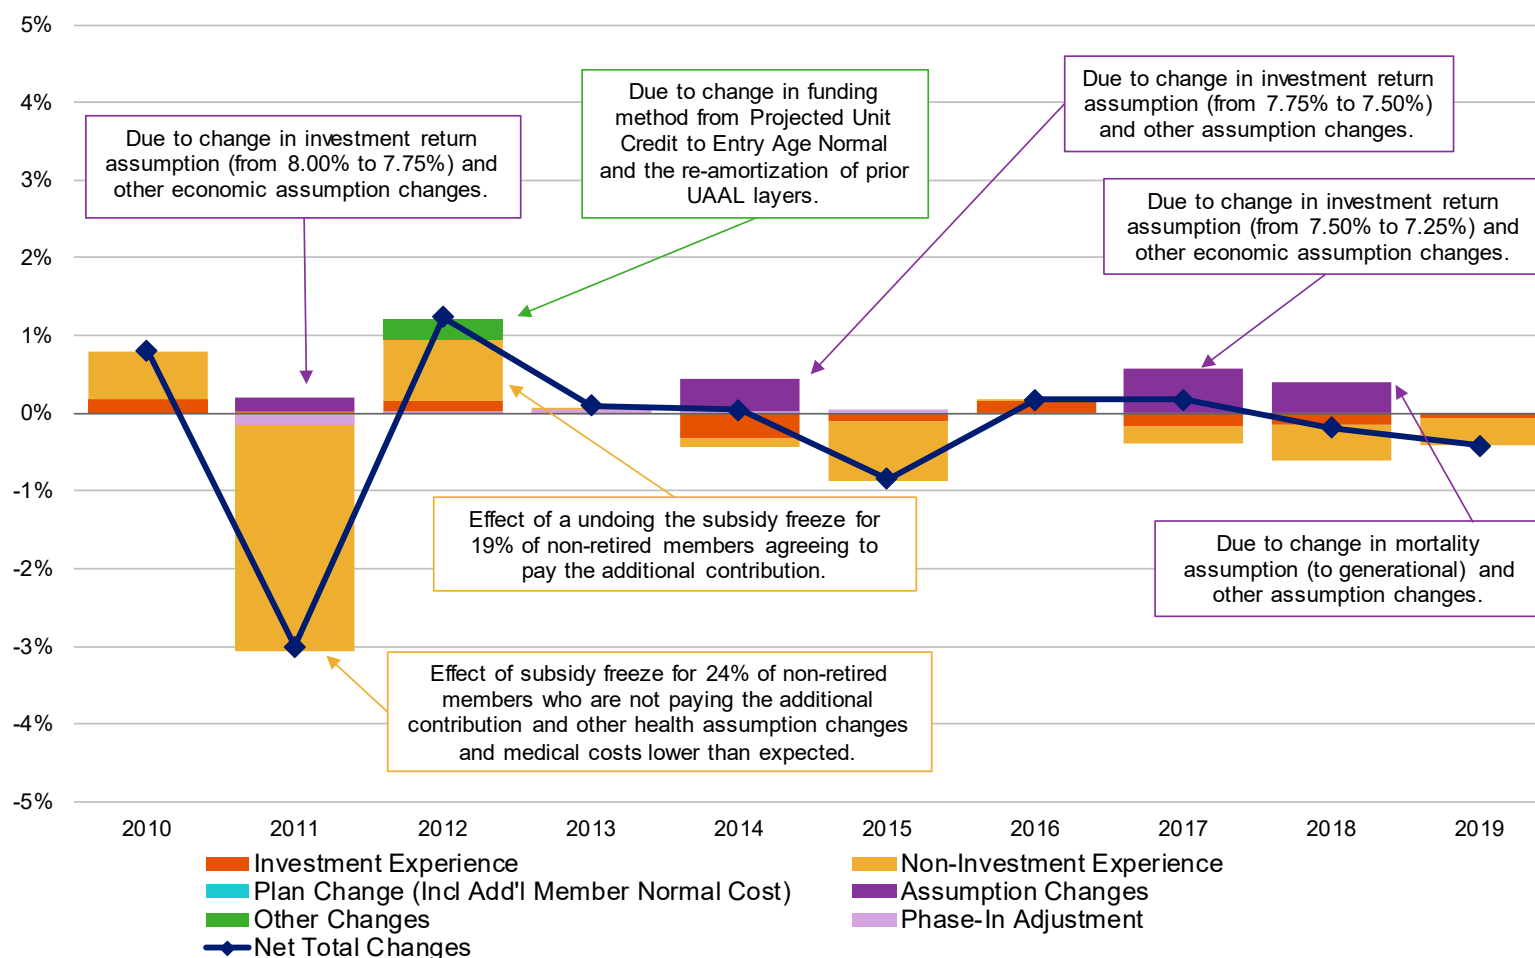 5%
4%
3%
2%
1%
0%
-1%
-2%
-3%
-4%
-5%
Due to change in investment return
assumption (from 8.00% to 7.75%) and
other economic assumption changes.
Due to change in funding
method from Projected Unit
Credit to Entry Age Normal
and the re-amortization of prior
UAAL layers.
Due to change in investment return
assumption (from 7.75% to 7.50%)
and other assumption changes.
Due to change in investment return
assumption (from 7.50% to 7.25%) and
other economic assumption changes.
Effect of a undoing the subsidy freeze for
19% of non-retired members agreeing to
pay the additional contribution.
Due to change in mortality
assumption (to generational) and
other assumption changes.
Effect of subsidy freeze for 24% of non-retired
members who are not paying the additional
contribution and other health assumption changes
and medical costs lower than expected.
2010 2011 2012 2013 2014 2015 2016 2017 2018 2019
Investment Experience
Non-Investment Experience
Plan Change (Incl Add'l Member Normal Cost)
Assumption Changes
Other Changes
Phase-In Adjustment
Net Total Changes